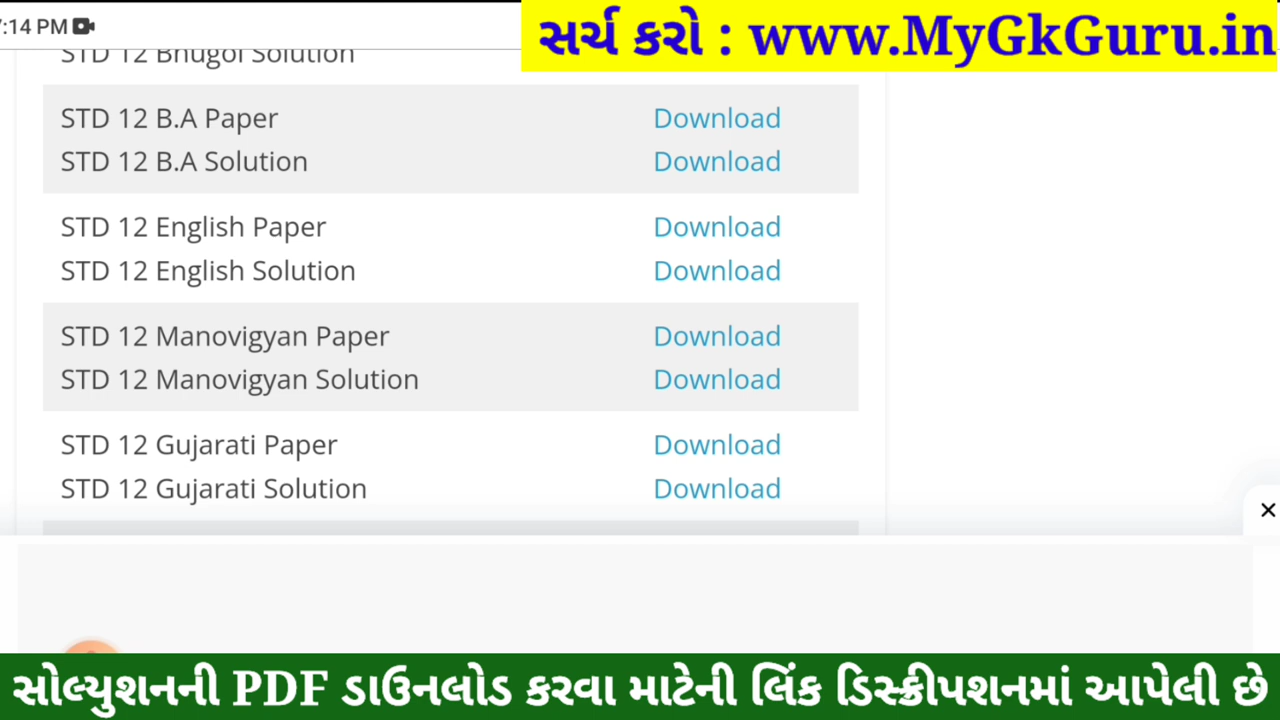 :14 PM
સર્ચ કરો : www.MyGkGuru.in
STD 12 Bhugol Solution
STD 12 B.A Paper Download
STD 12 B.A Solution Download
STD 12 English Paper Download
STD 12 English Solution Download
STD 12 Manovigyan Paper Download
STD 12 Manovigyan Solution Download
STD 12 Gujarati Paper Download
STD 12 Gujarati Solution Download
સોલ્યુશનની PDF ડાઉનલોડ કરવા માટેની લિંક ડિસ્ક્રીપશનમાં આપેલી છે